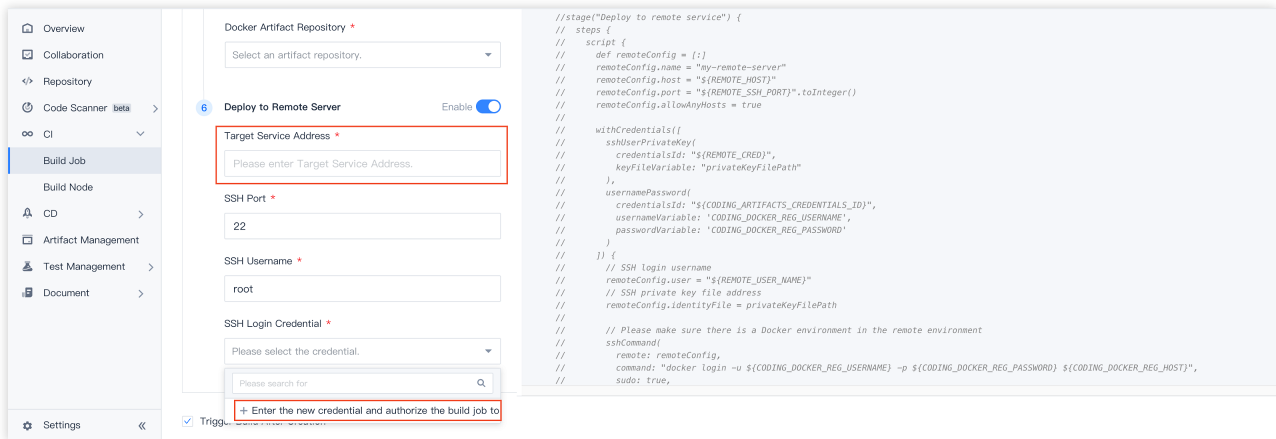 Overview
Collaboration
Repository
Code Scanner beta
CI
Build Job
Build Node
CD
Artifact Management
Test Management
Document
Settings
Docker Artifact Repository *
Select an artifact repository.
6 Deploy to Remote Server Enable
Target Service Address *
Please enter Target Service Address.
SSH Port *
22
SSH Username *
root
SSH Login Credential *
Please select the credential.
Please search for
+ Enter the new credential and authorize the build job to
Trigger Build After Creation
//stage("Deploy to remote service") {
//  steps {
//    script {
//      def remoteConfig = [:]
//      remoteConfig.name = "my-remote-server"
//      remoteConfig.host = "${REMOTE_HOST}"
//      remoteConfig.port = "${REMOTE_SSH_PORT}".toInteger()
//      remoteConfig.allowAnyHosts = true
//
//      withCredentials([
//        sshUserPrivateKey(
//          credentialsId: "${REMOTE_CRED}",
//          keyFileVariable: "privateKeyFilePath"
//        ),
//        usernamePassword(
//          credentialsId: "${CODING_ARTIFACTS_CREDENTIALS_ID}",
//          usernameVariable: 'CODING_DOCKER_REG_USERNAME',
//          passwordVariable: 'CODING_DOCKER_REG_PASSWORD'
//        )
//      ]) {
//        // SSH login username
//        remoteConfig.user = "${REMOTE_USER_NAME}"
//        // SSH private key file address
//        remoteConfig.identityFile = privateKeyFilePath
//
//        // Please make sure there is a Docker environment in the remote environment
//        sshCommand(
//          remote: remoteConfig,
//          command: "docker login -u ${CODING_DOCKER_REG_USERNAME} -p ${CODING_DOCKER_REG_PASSWORD} ${CODING_DOCKER_REG_HOST}",
//          sudo: true,